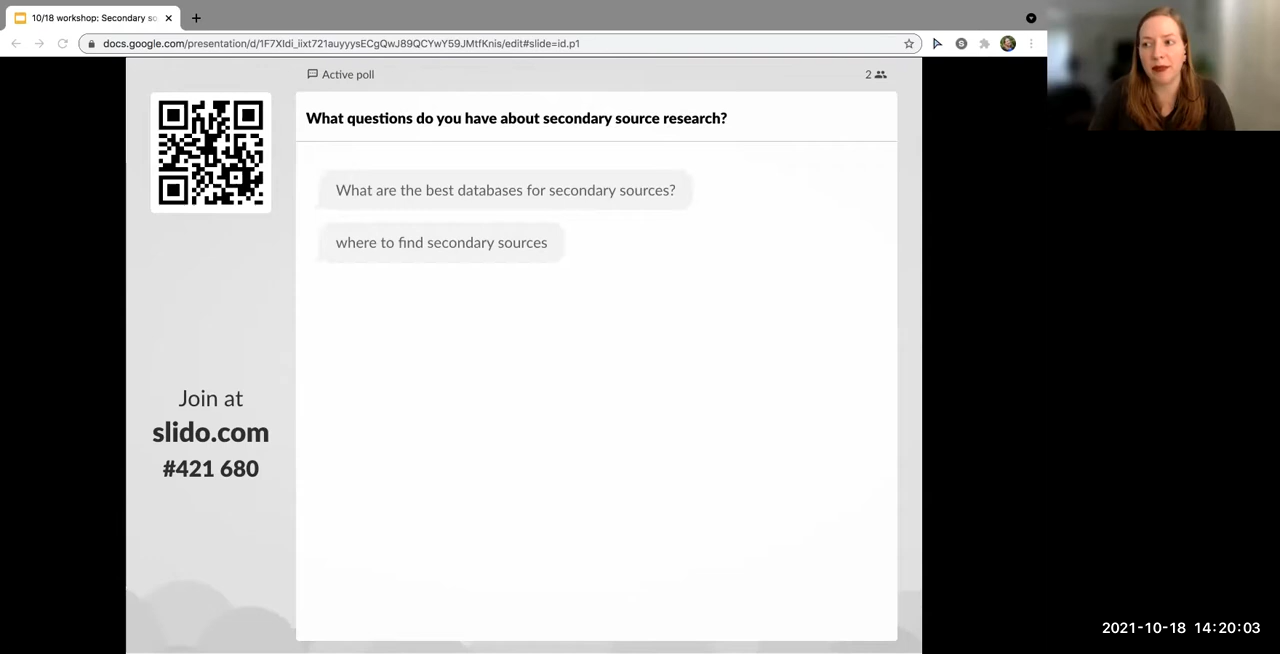 10/18 workshop: Secondary so
docs.google.com/presentation/d/1F7XIdi_iixt721auyyysECgQwJ89QCYwY59JMtfKnis/edit#slide=id.p1
S
Active poll
2
What questions do you have about secondary source research?
What are the best databases for secondary sources?
where to find secondary sources
Join at
slido.com
#421 680
2021-10-18 14:20:03